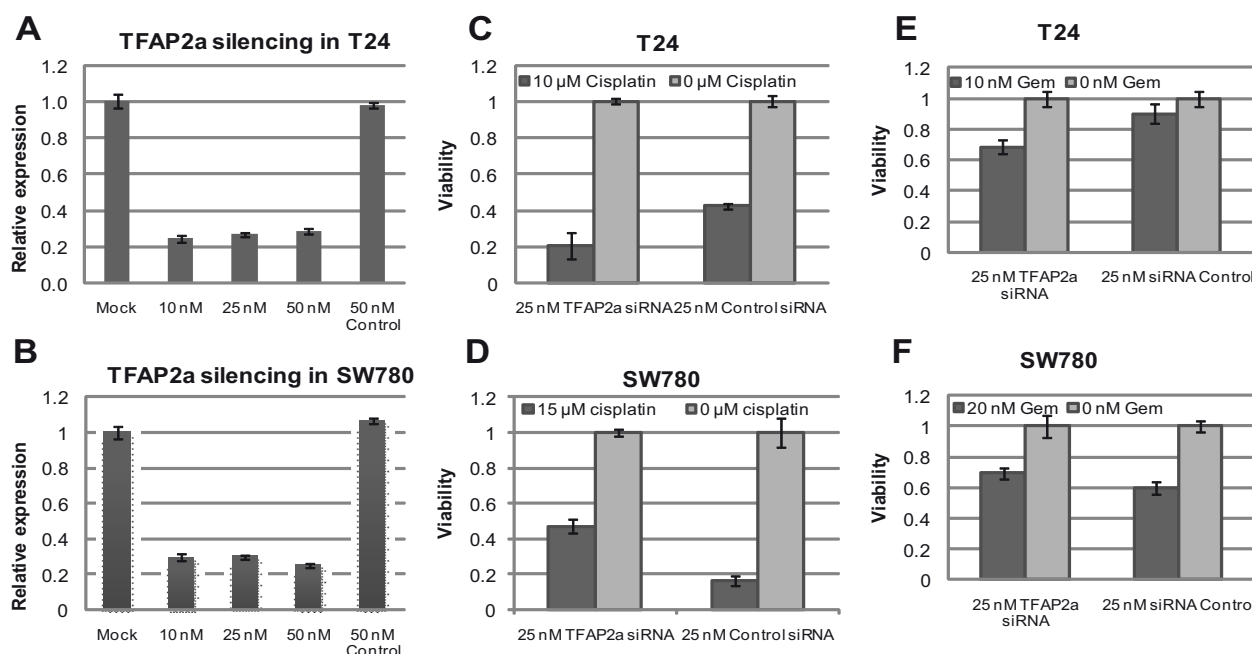 A
TFAP2a silencing in T24
Relative expression
1.2
1.0
0.8
0.6
0.4
0.2
0.0
Mock
10 nM
25 nM
50 nM
50 nM
Control
B
TFAP2a silencing in SW780
Relative expression
1.2
1
0.8
0.6
0.4
0.2
0
Mock
10 nM
25 nM
50 nM
50 nM
Control
C
T24
10 µM Cisplatin
0 µM Cisplatin
Viability
1.2
1
0.8
0.6
0.4
0.2
0
25 nM TFAP2a siRNA
25 nM Control siRNA
D
SW780
15 µM cisplatin
0 µM cisplatin
Viability
1.2
1
0.8
0.6
0.4
0.2
0
25 nM TFAP2a siRNA
25 nM Control siRNA
E
T24
10 nM Gem
0 nM Gem
Viability
1.2
1
0.8
0.6
0.4
0.2
0
25 nM TFAP2a
siRNA
25 nM siRNA Control
F
SW780
20 nM Gem
0 nM Gem
Viability
1.2
1
0.8
0.6
0.4
0.2
0
25 nM TFAP2a
siRNA
25 nM siRNA Control